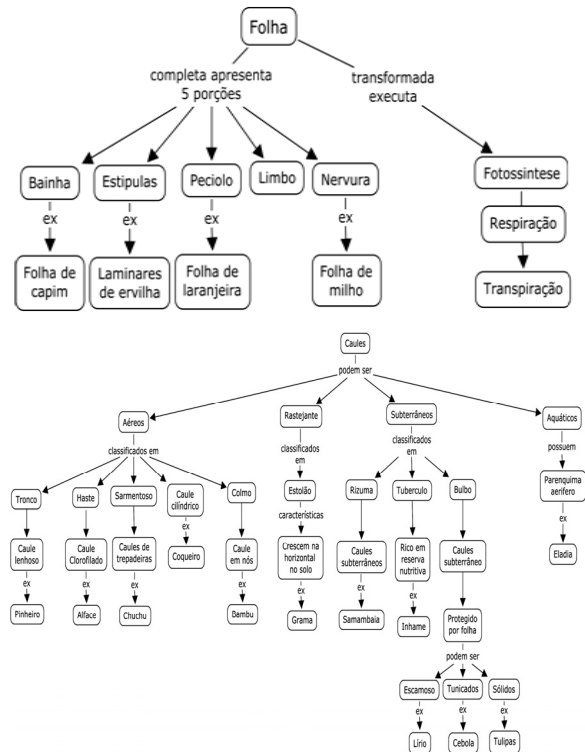 Folha
completa apresenta
5 porções
transformada
executa
Bainha
Estipulas
Peciolo
Limbo
Nervura
Fotossintese
ex
ex
ex
ex
Respiração
Folha de
capim
Laminares
de ervilha
Folha de
laranjeira
Folha de
milho
Transpiração
Caules
podem ser
Aéreos
Rastejante
Subterrâneos
Aquáticos
classificados em
classificados
em
classificados
em
possuem
Tronco
Haste
Sarmentoso
Caule
cilíndrico
Colmo
Estolão
Rizuma
Tuberculo
Bulbo
Parenquima
aerifero
características
ex
ex
Caule
lenhoso
Caule
Clorofilado
Caules de
trepadeiras
Coqueiro
Caule
em nós
Crescem na
horizontal
no solo
Caules
subterrâneos
Rico em
reserva
nutritiva
Caules
subterrâneo
Eladia
ex
ex
ex
ex
ex
ex
ex
Pinheiro
Alface
Chuchu
Bambu
Grama
Samambaia
Inhame
Protegido
por folha
podem ser
Escamoso
Tunicados
Sólidos
ex
ex
ex
Lírio
Cebola
Tulipas